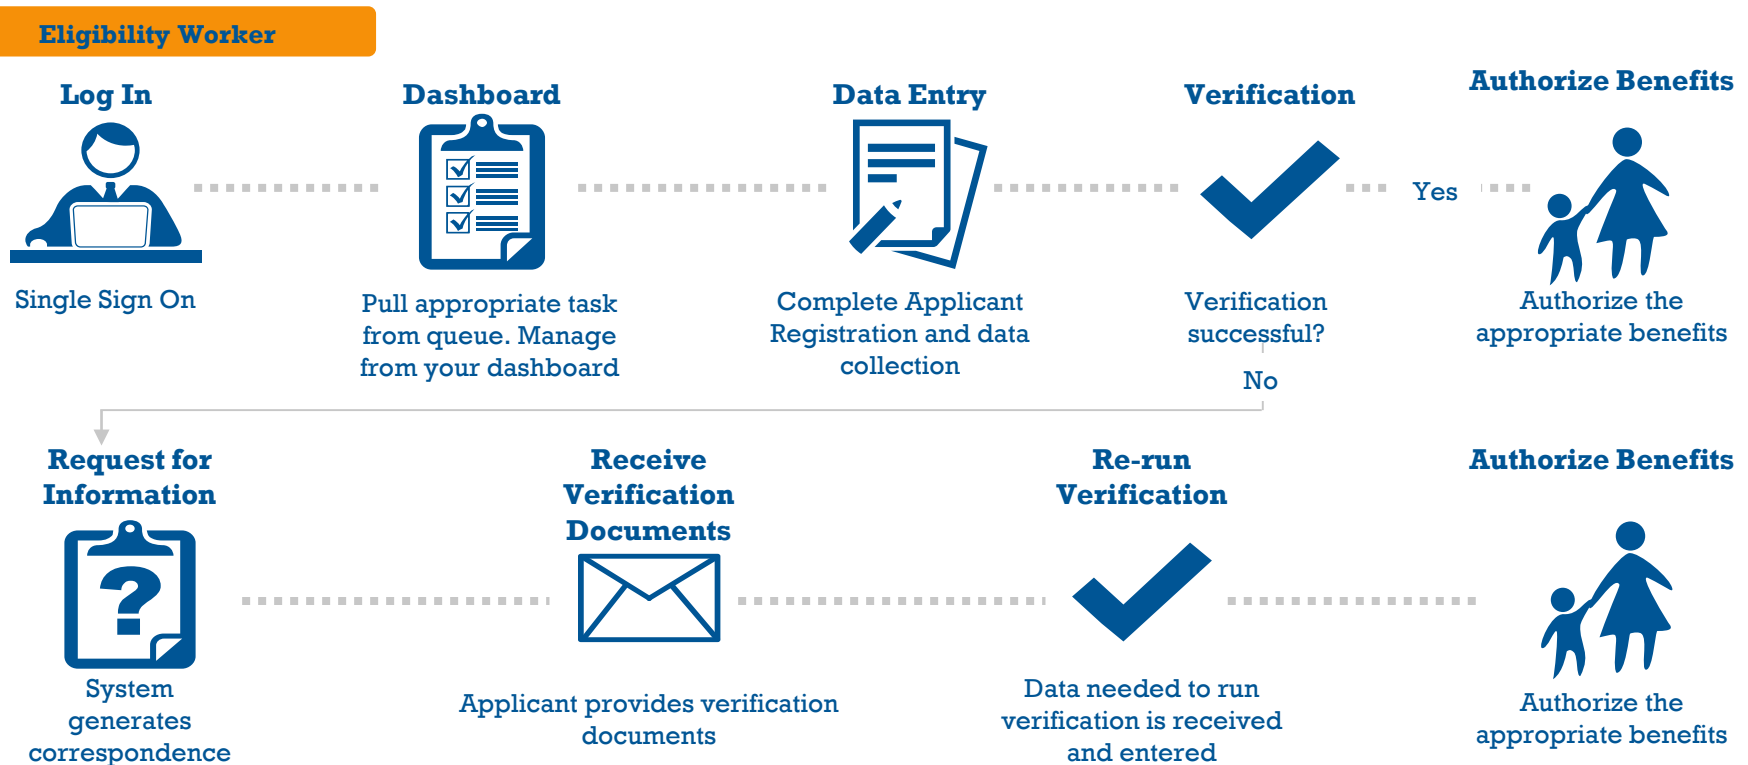 Eligibility Worker
Log In
Single Sign On
Dashboard
Pull appropriate task
from queue. Manage
from your dashboard
Data Entry
Complete Applicant
Registration and data
collection
Verification
Verification
successful?
Yes
No
Authorize Benefits
Authorize the
appropriate benefits
Request for
Information
?
System
generates
correspondence
Receive
Verification
Documents
Applicant provides verification
documents
Re-run
Verification
Data needed to run
verification is received
and entered
Authorize Benefits
Authorize the
appropriate benefits